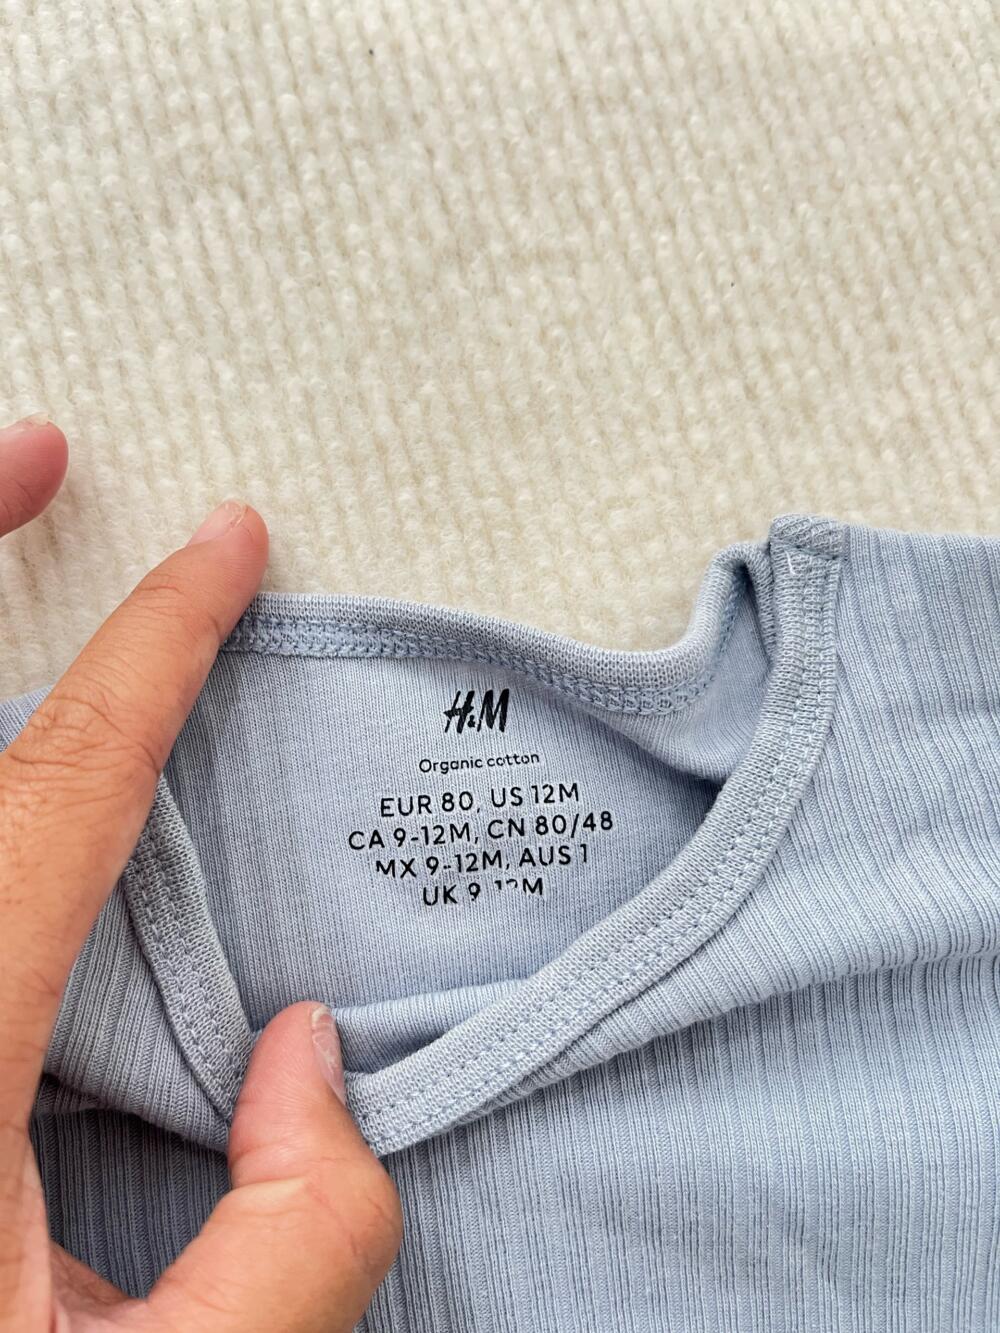 H&M
Organic cotton
EUR 80, US 12M
CA 9-12M, CN 80/48
MX 9-12M, AUS 1
UK 9 12M